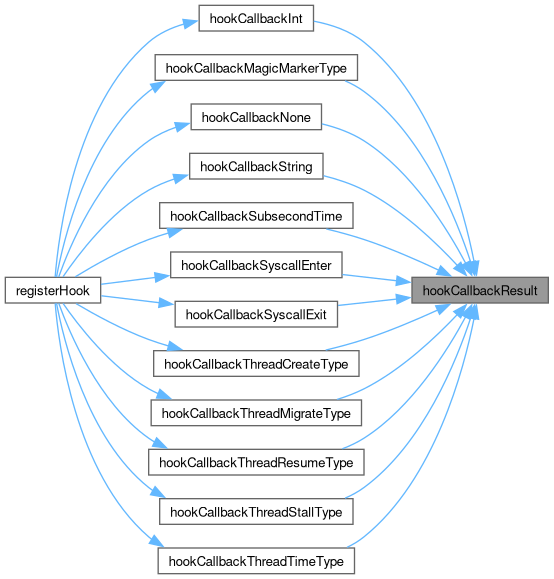 hookCallbackInt
hookCallbackMagicMarkerType
hookCallbackNone
hookCallbackString
hookCallbackSubsecondTime
hookCallbackSyscallEnter
registerHook
hookCallbackResult
hookCallbackSyscallExit
hookCallbackThreadCreateType
hookCallbackThreadMigrateType
hookCallbackThreadResumeType
hookCallbackThreadStallType
hookCallbackThreadTimeType